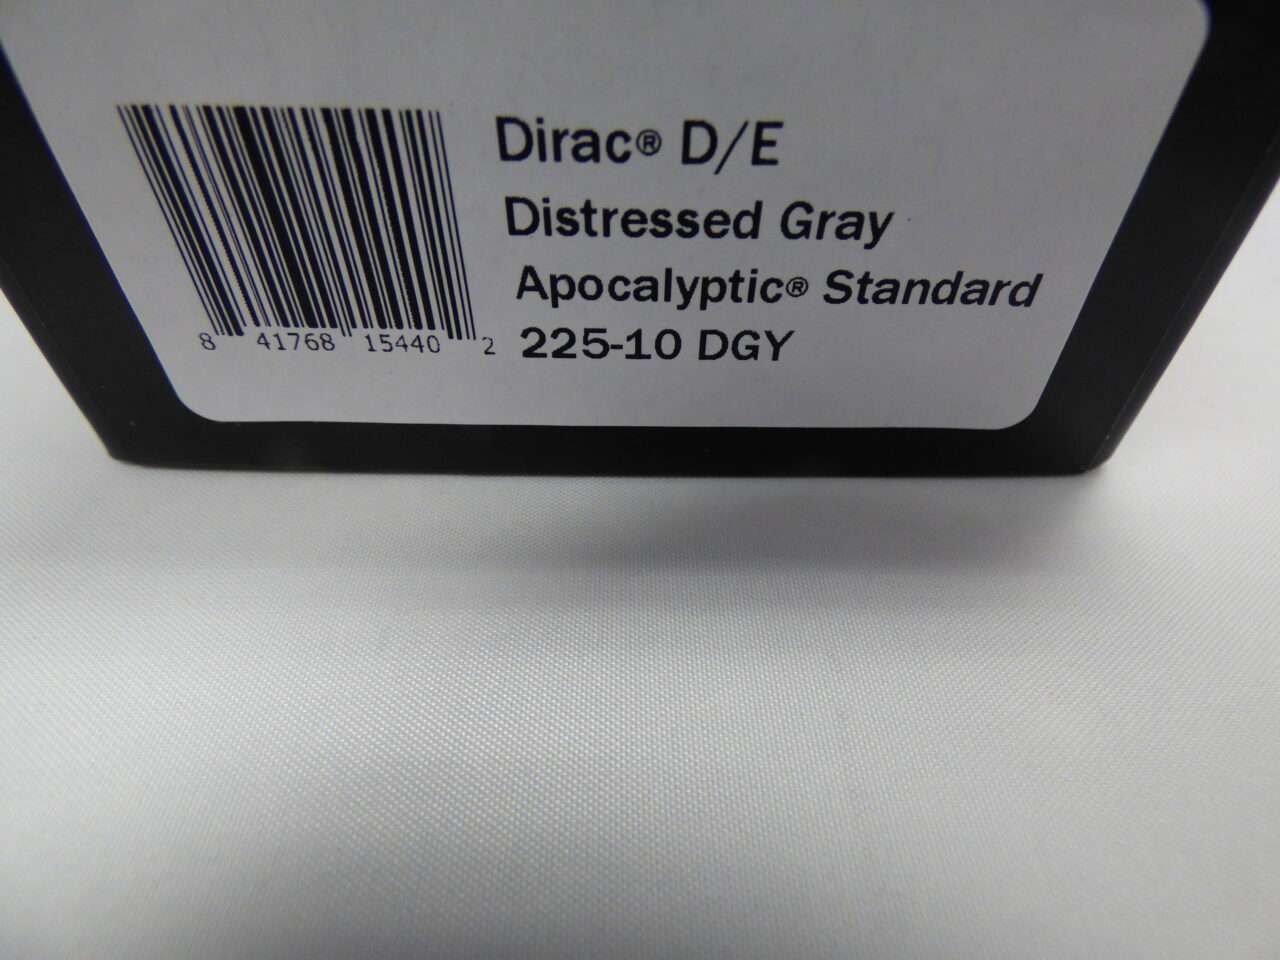 Dirac® D/E
Distressed Gray
Apocalyptic® Standard
225-10 DGY
8 41768 15440 2